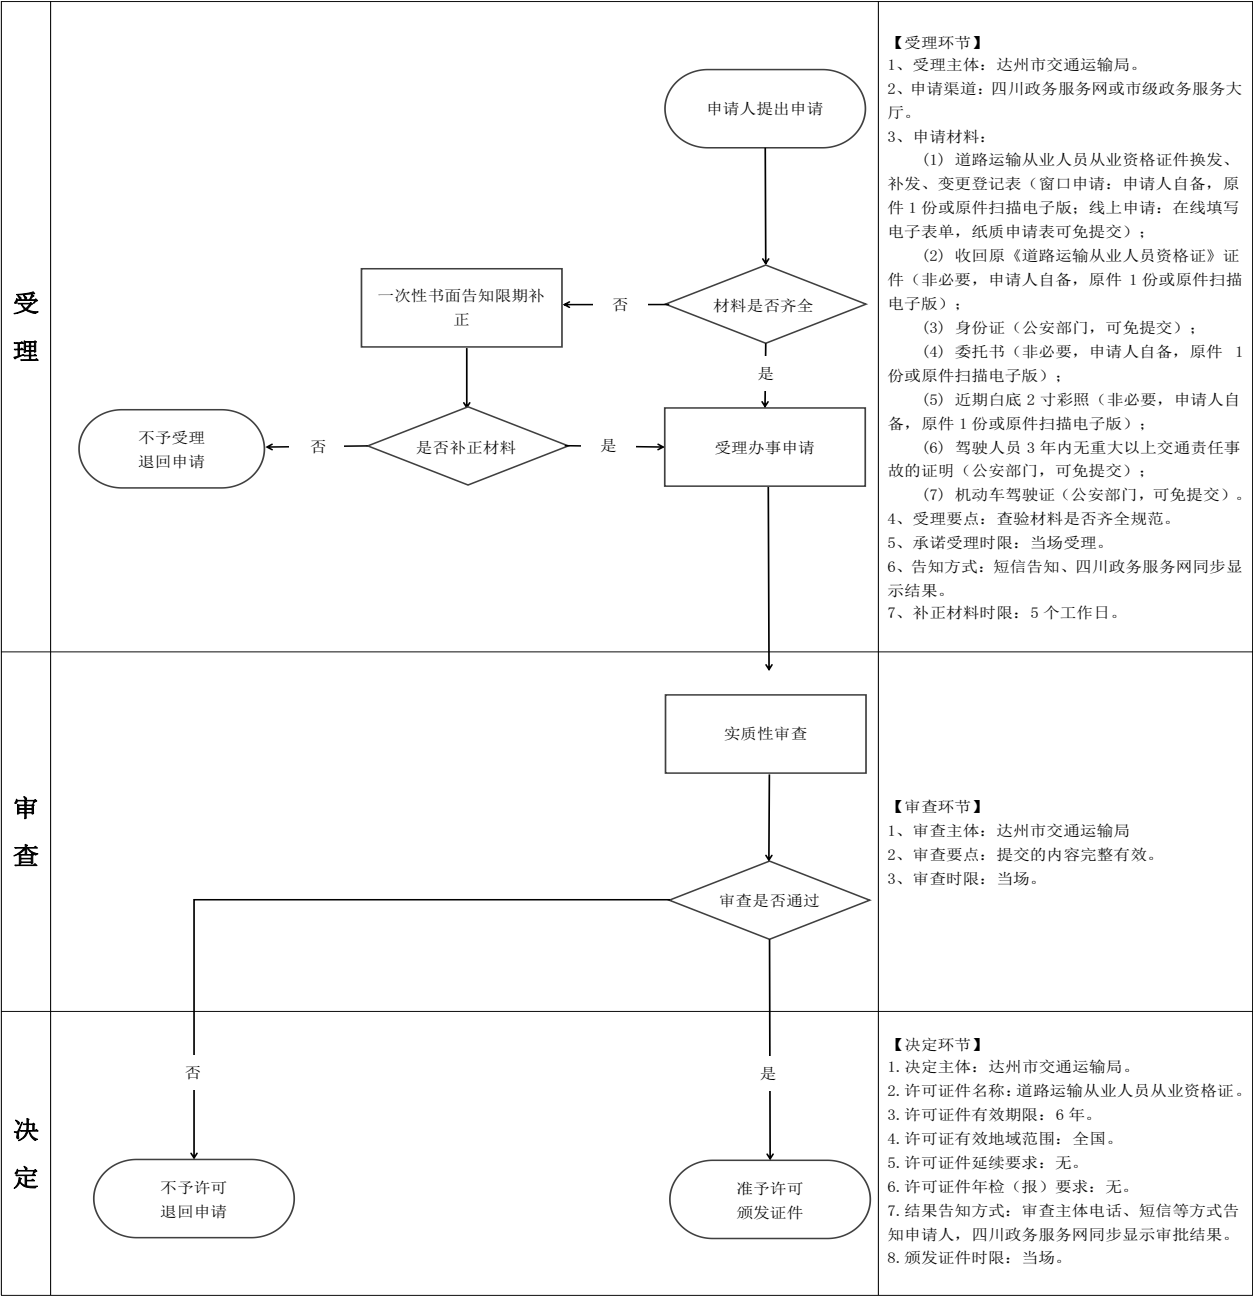 受
理
申请人提出申请
材料是否齐全
否
一次性书面告知限期补
正
是
是否补正材料
否
不予受理
退回申请
是
受理办事申请
【受理环节】
1、受理主体：达州市交通运输局。
2、申请渠道：四川政务服务网或市级政务服务大
厅。
3、申请材料：
(1) 道路运输从业人员从业资格证件换发、
补发、变更登记表（窗口申请：申请人自备，原
件 1 份或原件扫描电子版；线上申请：在线填写
电子表单，纸质申请表可免提交）；
(2) 收回原《道路运输从业人员资格证》证
件（非必要，申请人自备，原件 1 份或原件扫描
电子版）；
(3) 身份证（公安部门，可免提交）；
(4) 委托书（非必要，申请人自备，原件 1
份或原件扫描电子版）；
(5) 近期白底 2 寸彩照（非必要，申请人自
备，原件 1 份或原件扫描电子版）；
(6) 驾驶人员 3 年内无重大以上交通责任事
故的证明（公安部门，可免提交）；
(7) 机动车驾驶证（公安部门，可免提交）。
4、受理要点：查验材料是否齐全规范。
5、承诺受理时限：当场受理。
6、告知方式：短信告知、四川政务服务网同步显
示结果。
7、补正材料时限：5 个工作日。
审
查
实质性审查
审查是否通过
【审查环节】
1、审查主体：达州市交通运输局
2、审查要点：提交的内容完整有效。
3、审查时限：当场。
决
定
否
不予许可
退回申请
是
准予许可
颁发证件
【决定环节】
1.决定主体：达州市交通运输局。
2.许可证件名称：道路运输从业人员从业资格证。
3.许可证件有效期限：6 年。
4.许可证有效地域范围：全国。
5.许可证件延续要求：无。
6.许可证件年检（报）要求：无。
7.结果告知方式：审查主体电话、短信等方式告
知申请人，四川政务服务网同步显示审批结果。
8.颁发证件时限：当场。